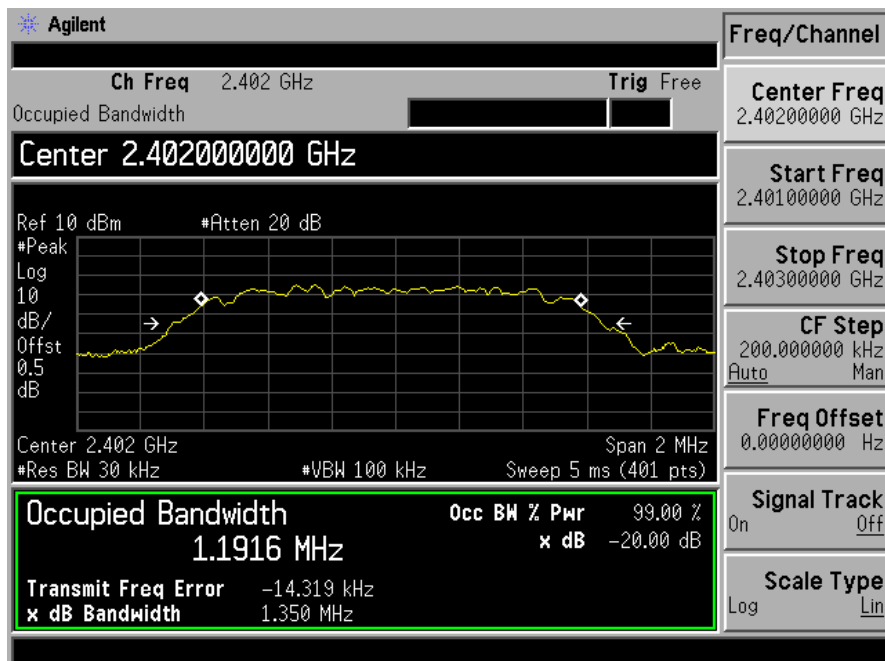 Agilent
Freq/Channel
Ch Freq 2.402 GHz Trig Free
Occupied Bandwidth
Center 2.402000000 GHz
Ref 10 dBm #Atten 20 dB
#Peak
Log
10
dB/
Offst
0.5
dB
Center 2.402 GHz Span 2 MHz
#Res BW 30 kHz #VBW 100 kHz Sweep 5 ms (401 pts)
Occupied Bandwidth Occ BW % Pwr 99.00 %
1.1916 MHz x dB -20.00 dB
Transmit Freq Error -14.319 kHz
x dB Bandwidth 1.350 MHz
Center Freq
2.40200000 GHz
Start Freq
2.40100000 GHz
Stop Freq
2.40300000 GHz
CF Step
200.000000 kHz
Auto Man
Freq Offset
0.00000000 Hz
Signal Track
On Off
Scale Type
Log Lin